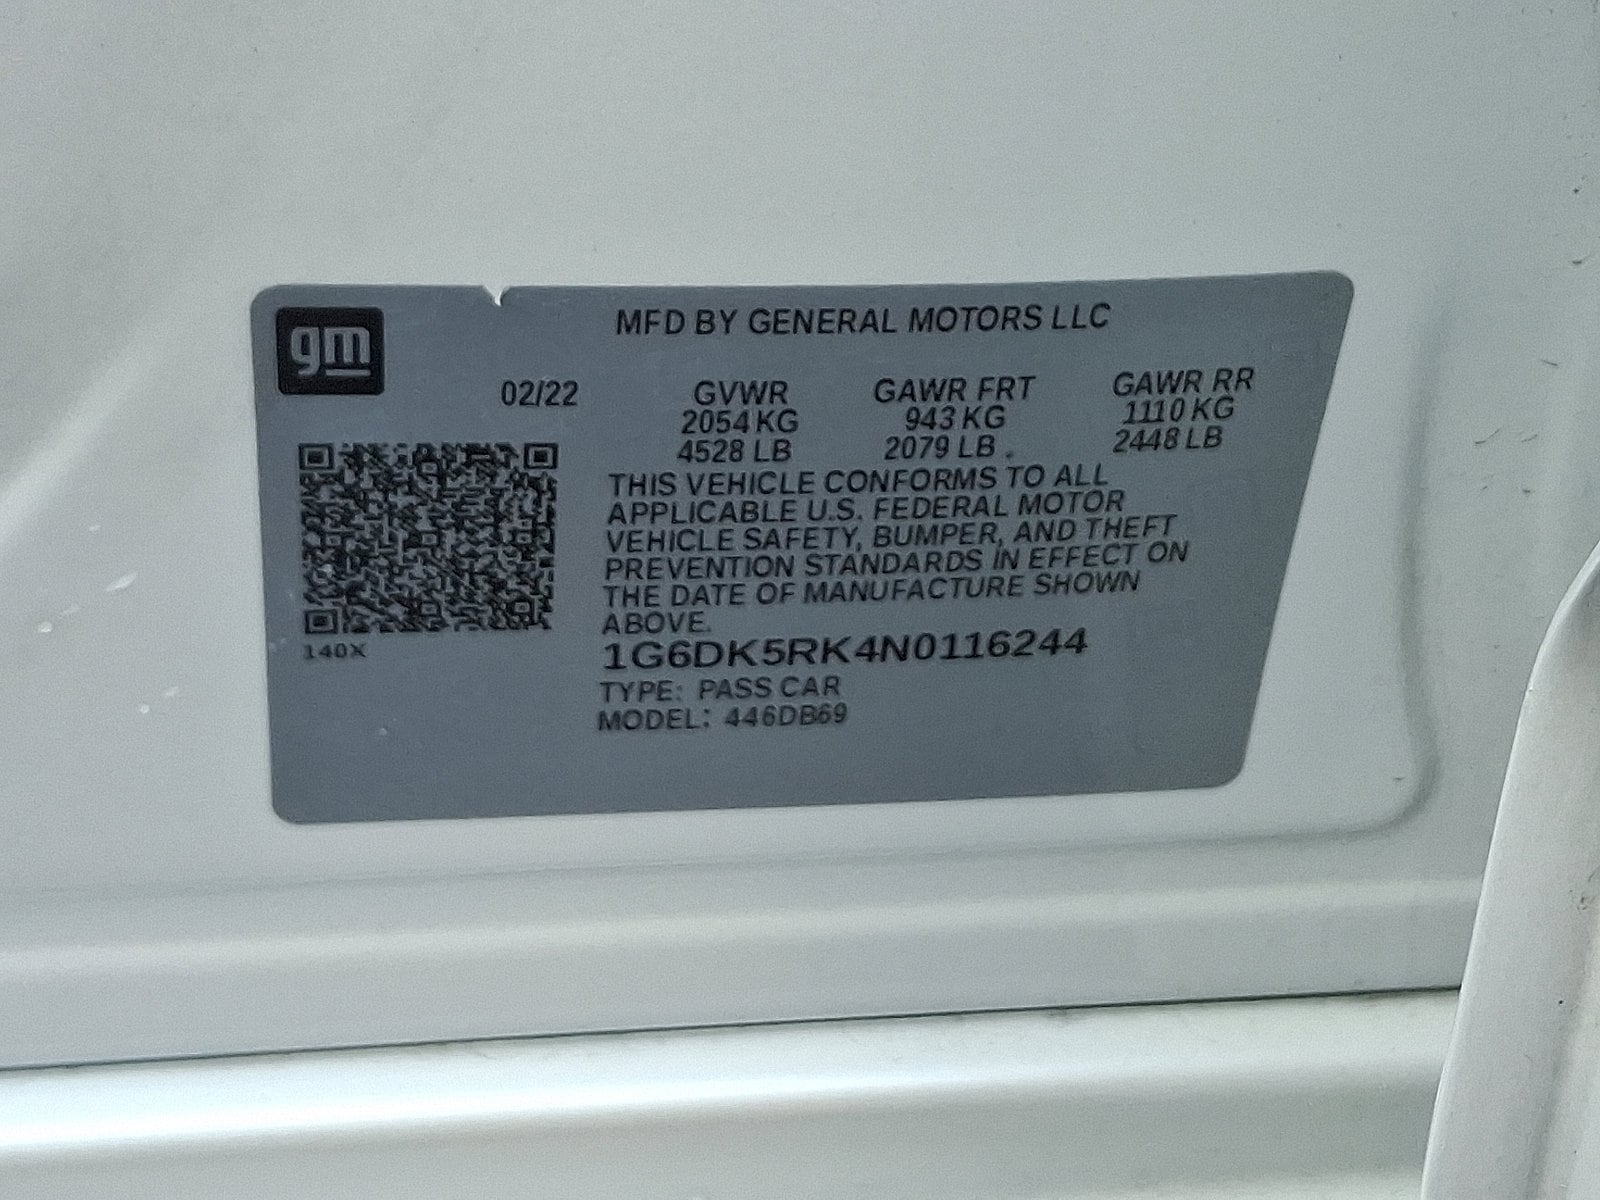 gm
MFD BY GENERAL MOTORS LLC
02/22 GVWR GAWR FRT GAWR RR
2054 KG 943 KG 1110 KG
4528 LB 2079 LB 2448 LB
THIS VEHICLE CONFORMS TO ALL
APPLICABLE U.S. FEDERAL MOTOR
VEHICLE SAFETY, BUMPER, AND THEFT
PREVENTION STANDARDS IN EFFECT ON
THE DATE OF MANUFACTURE SHOWN
ABOVE.
140X
1G6DK5RK4N0116244
TYPE: PASS CAR
MODEL: 446DB69